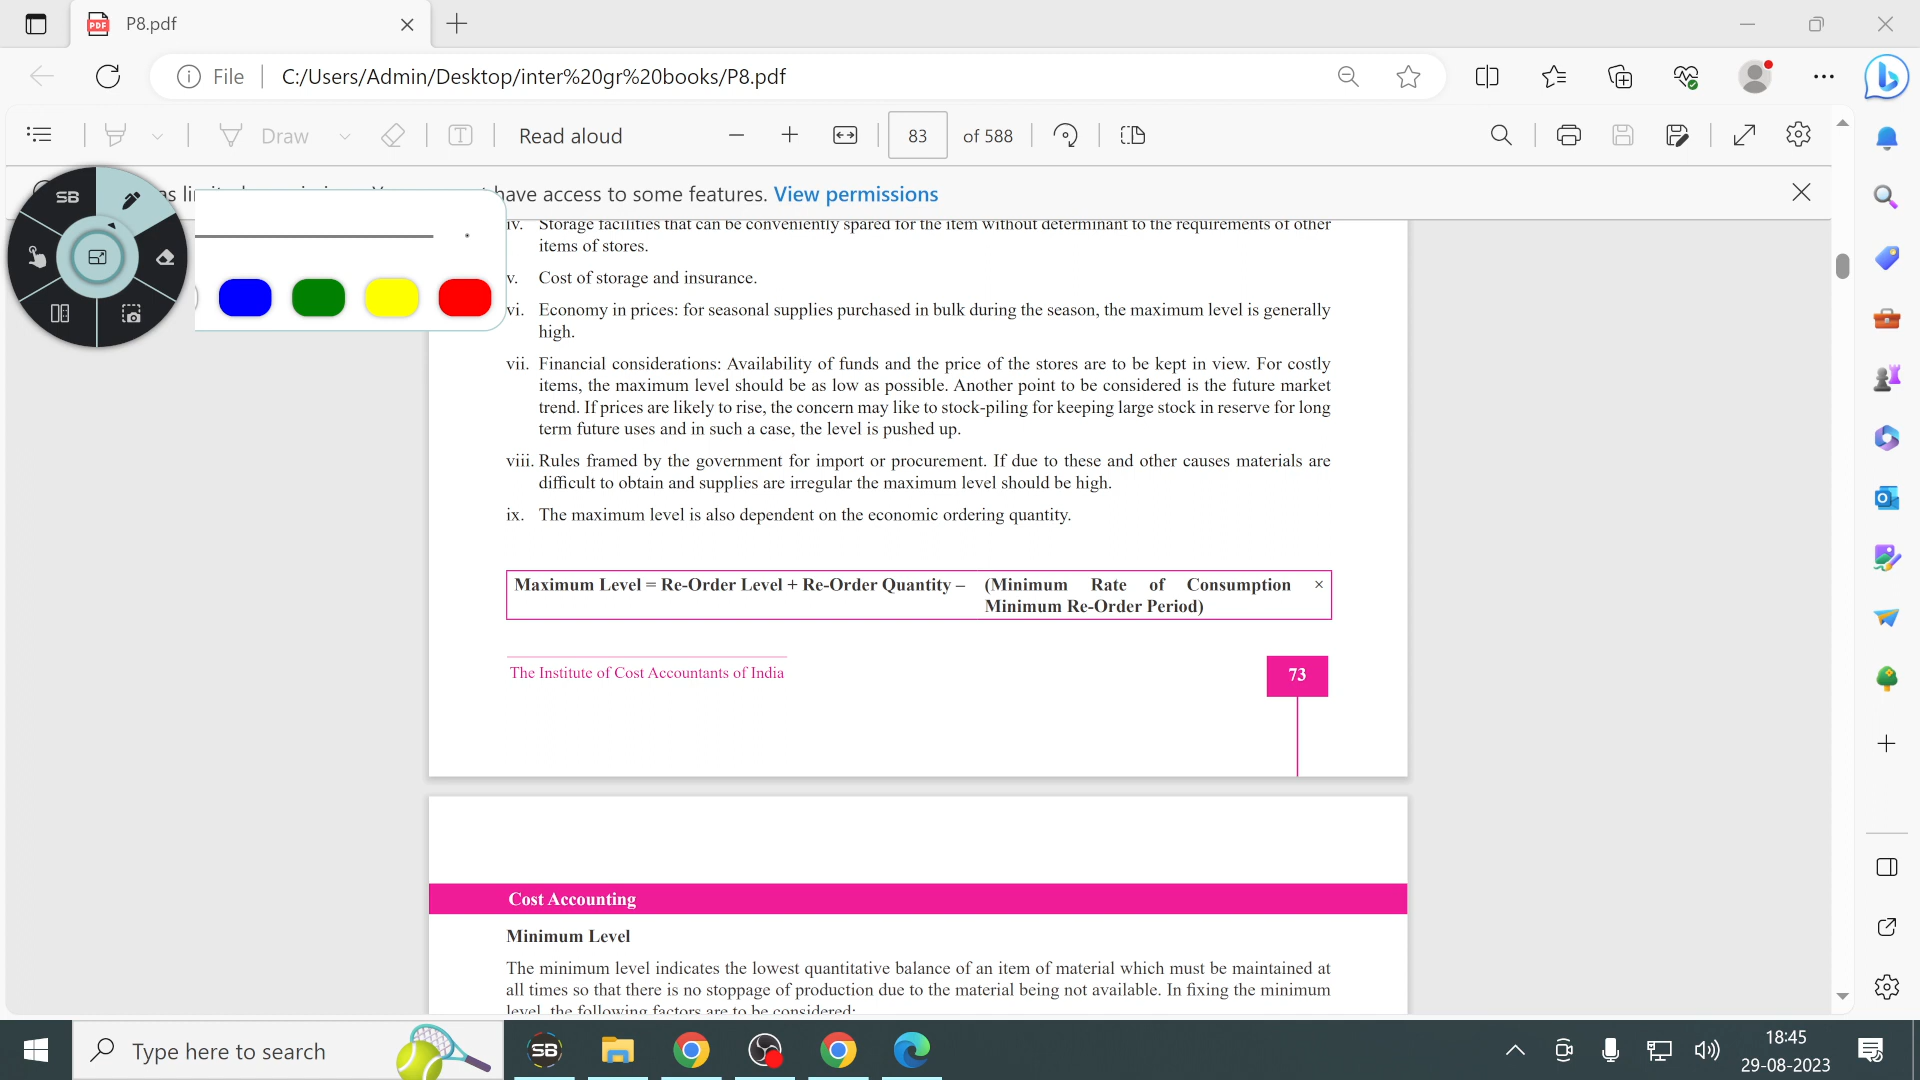 P8.pdf
File
C:/Users/Admin/Desktop/inter%20gr%20books/P8.pdf
Draw
Read aloud
83
of 588
have access to some features. View permissions
SB
iv. Storage facilities that can be conveniently spared for the item without determinant to the requirements of other
items of stores.
v. Cost of storage and insurance.
vi. Economy in prices: for seasonal supplies purchased in bulk during the season, the maximum level is generally
high.
vii. Financial considerations: Availability of funds and the price of the stores are to be kept in view. For costly
items, the maximum level should be as low as possible. Another point to be considered is the future market
trend. If prices are likely to rise, the concern may like to stock-piling for keeping large stock in reserve for long
term future uses and in such a case, the level is pushed up.
viii. Rules framed by the government for import or procurement. If due to these and other causes materials are
difficult to obtain and supplies are irregular the maximum level should be high.
ix. The maximum level is also dependent on the economic ordering quantity.
Maximum Level = Re-Order Level + Re-Order Quantity – (Minimum Rate of Consumption ×
Minimum Re-Order Period)
The Institute of Cost Accountants of India
73
Cost Accounting
Minimum Level
The minimum level indicates the lowest quantitative balance of an item of material which must be maintained at
all times so that there is no stoppage of production due to the material being not available. In fixing the minimum
level, the following factors are to be considered:
Type here to search
SB
18:45
29-08-2023